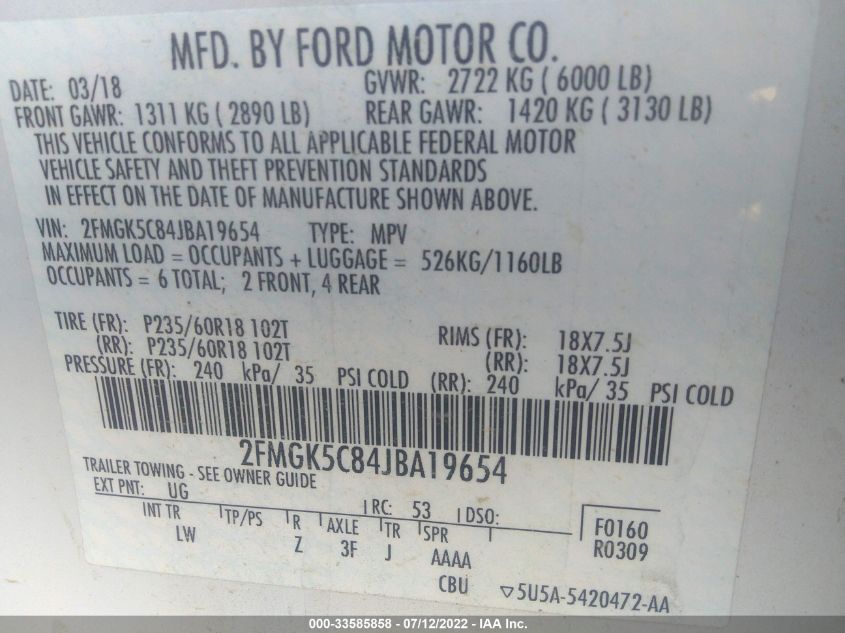 MFD. BY FORD MOTOR CO.
DATE: 03/18 GVWR: 2722 KG ( 6000 LB)
FRONT GAWR: 1311 KG ( 2890 LB) REAR GAWR: 1420 KG ( 3130 LB)
THIS VEHICLE CONFORMS TO ALL APPLICABLE FEDERAL MOTOR
VEHICLE SAFETY AND THEFT PREVENTION STANDARDS
IN EFFECT ON THE DATE OF MANUFACTURE SHOWN ABOVE.
VIN: 2FMGK5C84JBA19654 TYPE: MPV
MAXIMUM LOAD = OCCUPANTS + LUGGAGE = 526KG/1160LB
OCCUPANTS = 6 TOTAL; 2 FRONT, 4 REAR
TIRE (FR): P235/60R18 102T RIMS (FR): 18X7.5J
(RR): P235/60R18 102T (RR): 18X7.5J
PRESSURE (FR): 240 kPa/ 35 PSI COLD (RR): 240 kPa/ 35 PSI COLD
2FMGK5C84JBA19654
TRAILER TOWING - SEE OWNER GUIDE
EXT PNT: UG RC: 53 DSO:
INT TR TP/PS R AXLE TR SPR F0160
LW Z 3F J AAAA R0309
CBU ▽5U5A-5420472-AA
000-33585858 - 07/12/2022 - IAA Inc.